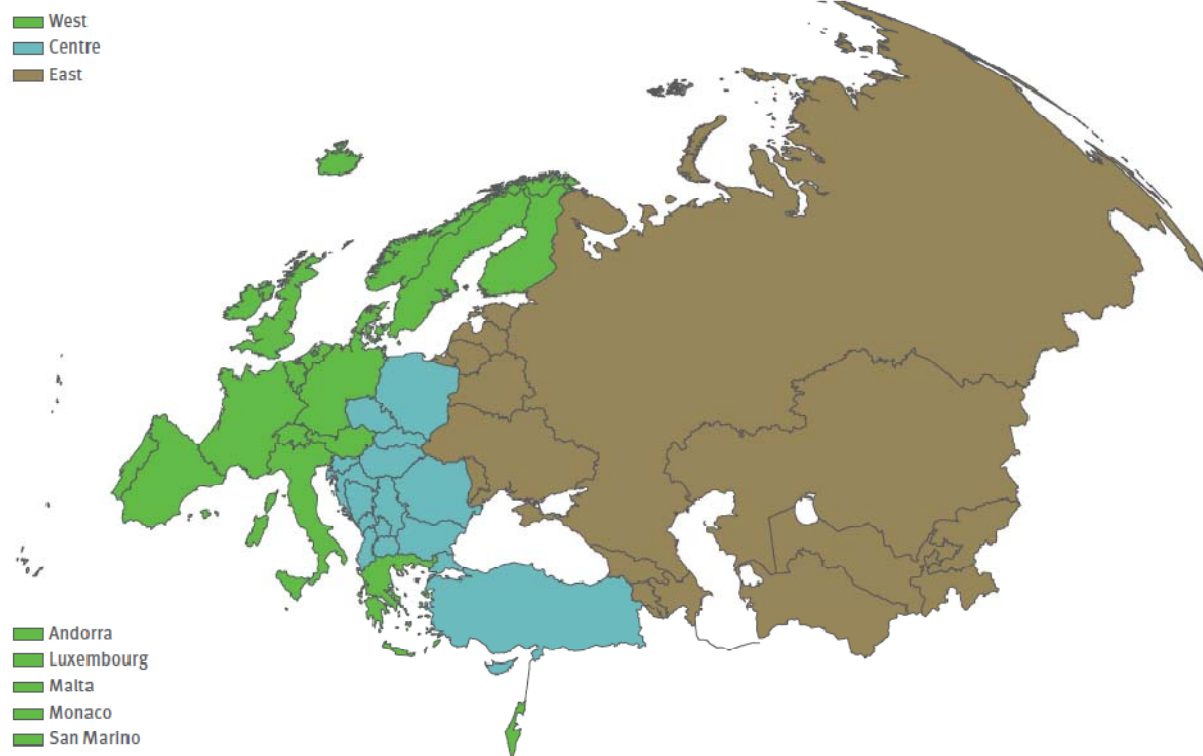 West
Centre
East
Andorra
Luxembourg
Malta
Monaco
San Marino